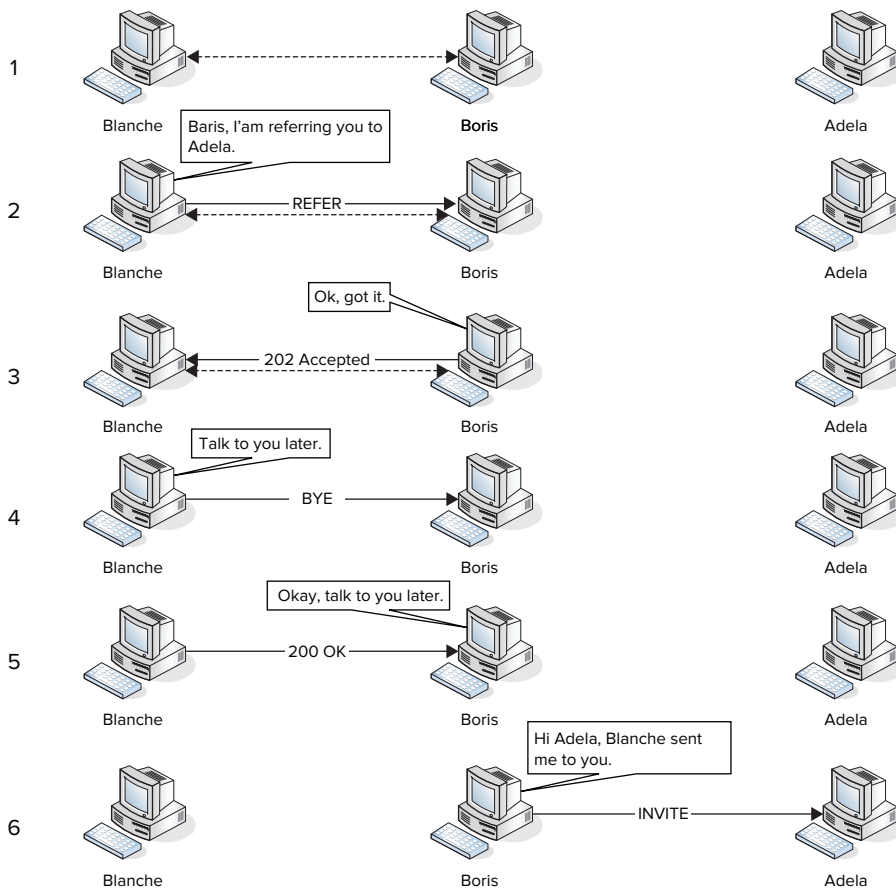 1
Blanche
Boris
Adela
Baris, I'am referring you to
Adela.
2
REFER
Blanche
Boris
Adela
Ok, got it.
3
202 Accepted
Blanche
Boris
Adela
Talk to you later.
4
BYE
Blanche
Boris
Adela
Okay, talk to you later.
5
200 OK
Blanche
Boris
Adela
Hi Adela, Blanche sent
me to you.
6
INVITE
Blanche
Boris
Adela